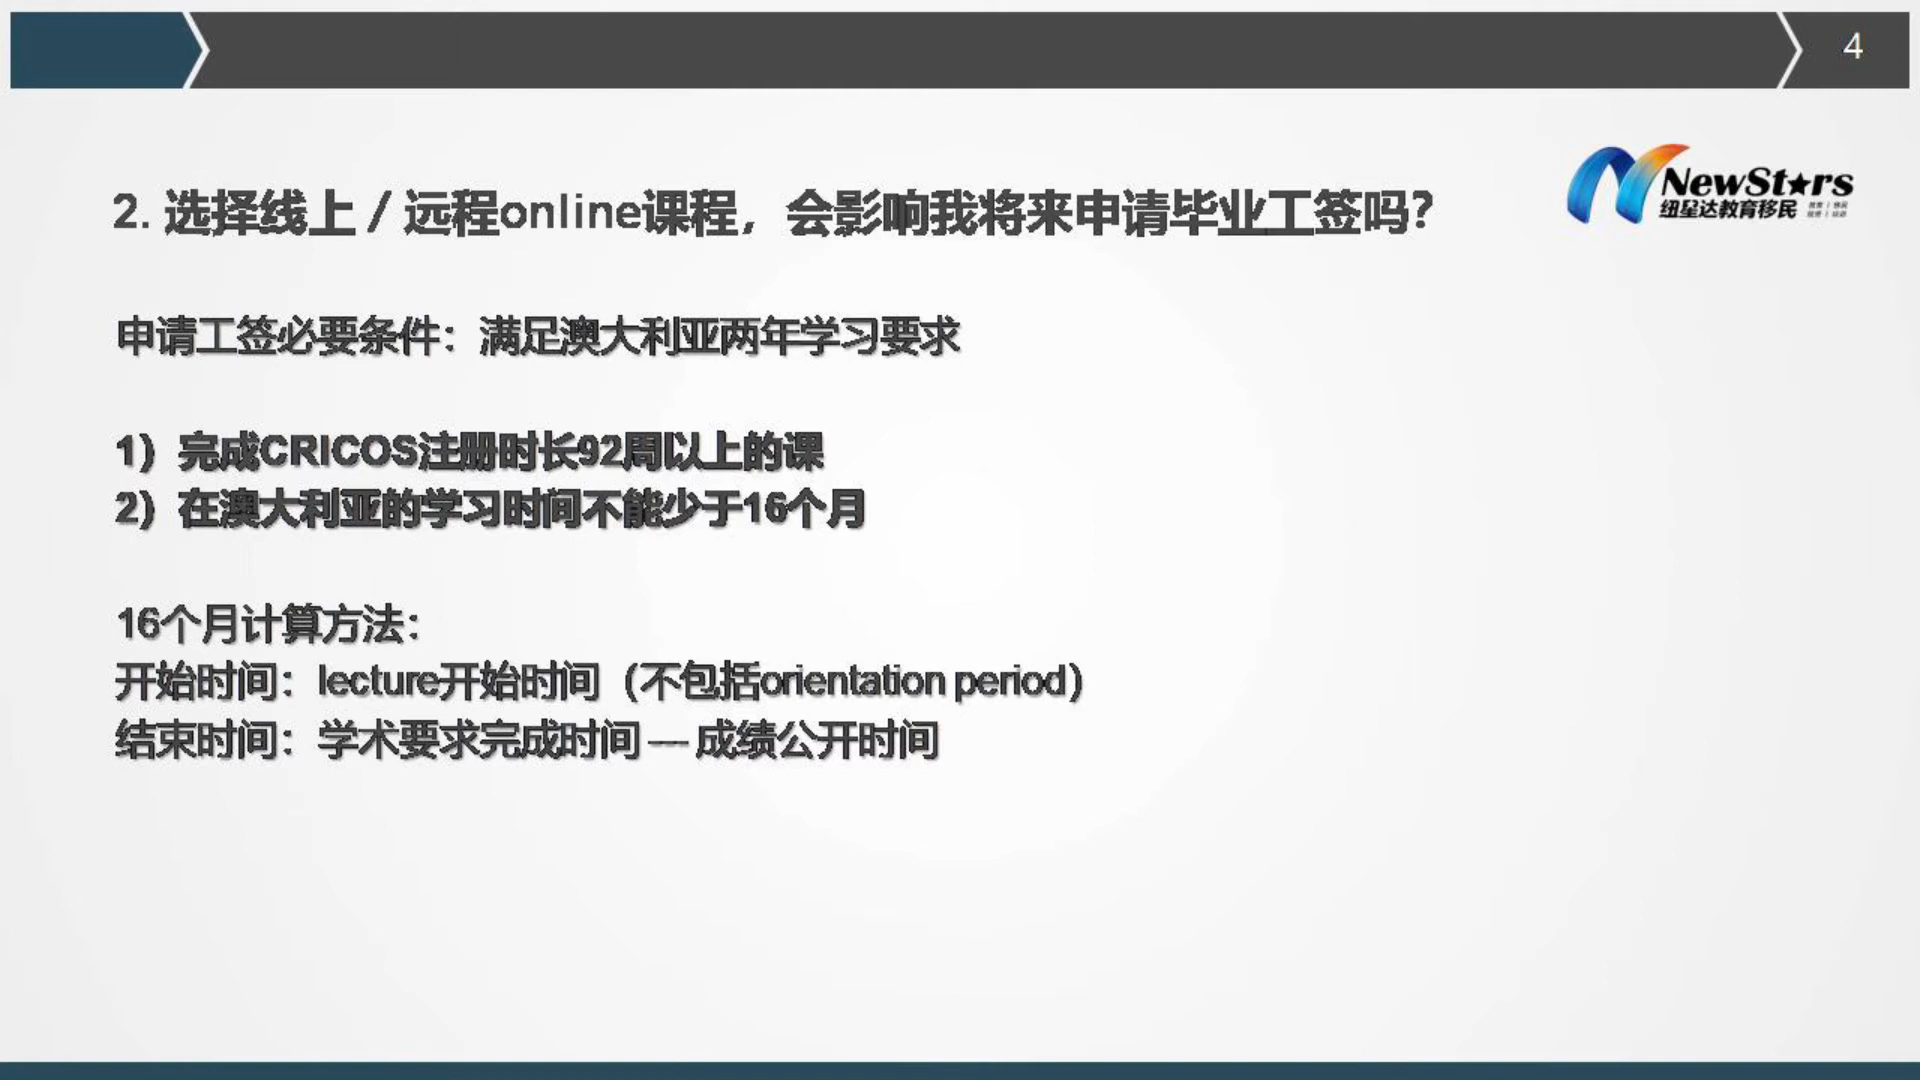 4
NewStars
纽星达教育移民
2. 选择线上 / 远程online课程，会影响我将来申请毕业工签吗？
申请工签必要条件：满足澳大利亚两年学习要求
1）完成CRICOS注册时长92周以上的课
2）在澳大利亚的学习时间不能少于16个月
16个月计算方法：
开始时间：lecture开始时间（不包括orientation period）
结束时间：学术要求完成时间 — 成绩公开时间